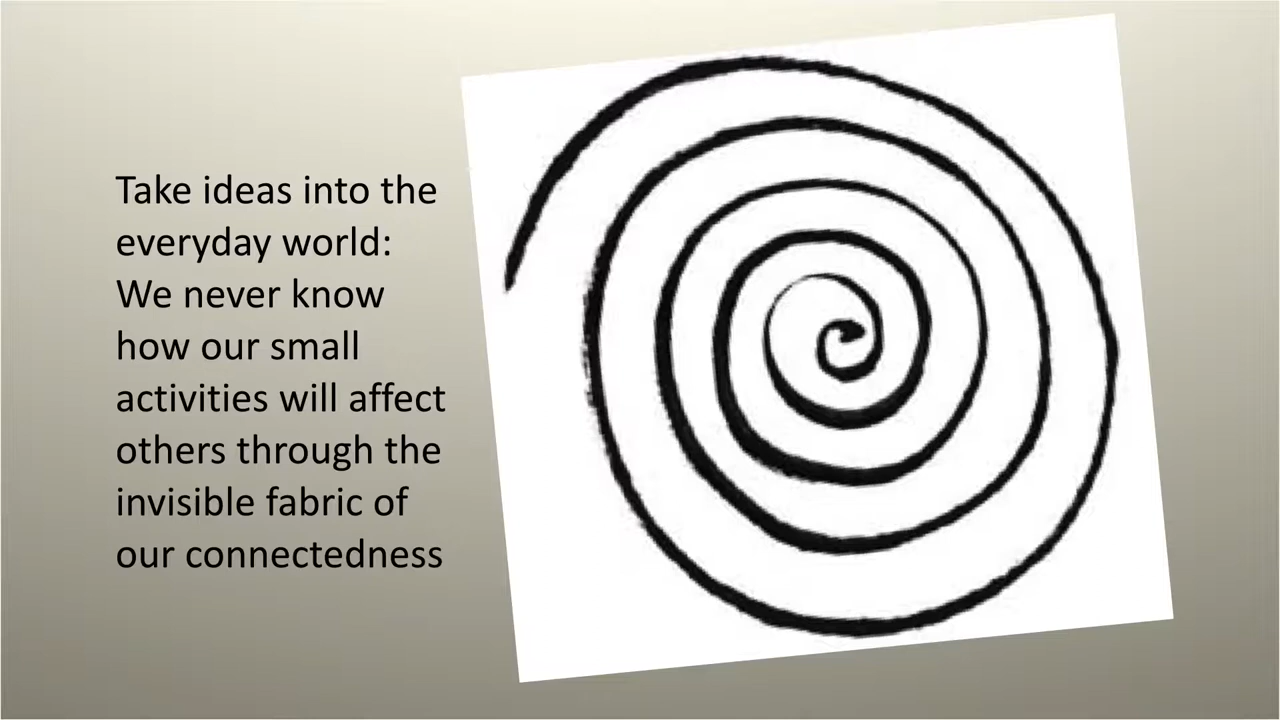 Take ideas into the
everyday world:
We never know
how our small
activities will affect
others through the
invisible fabric of
our connectedness